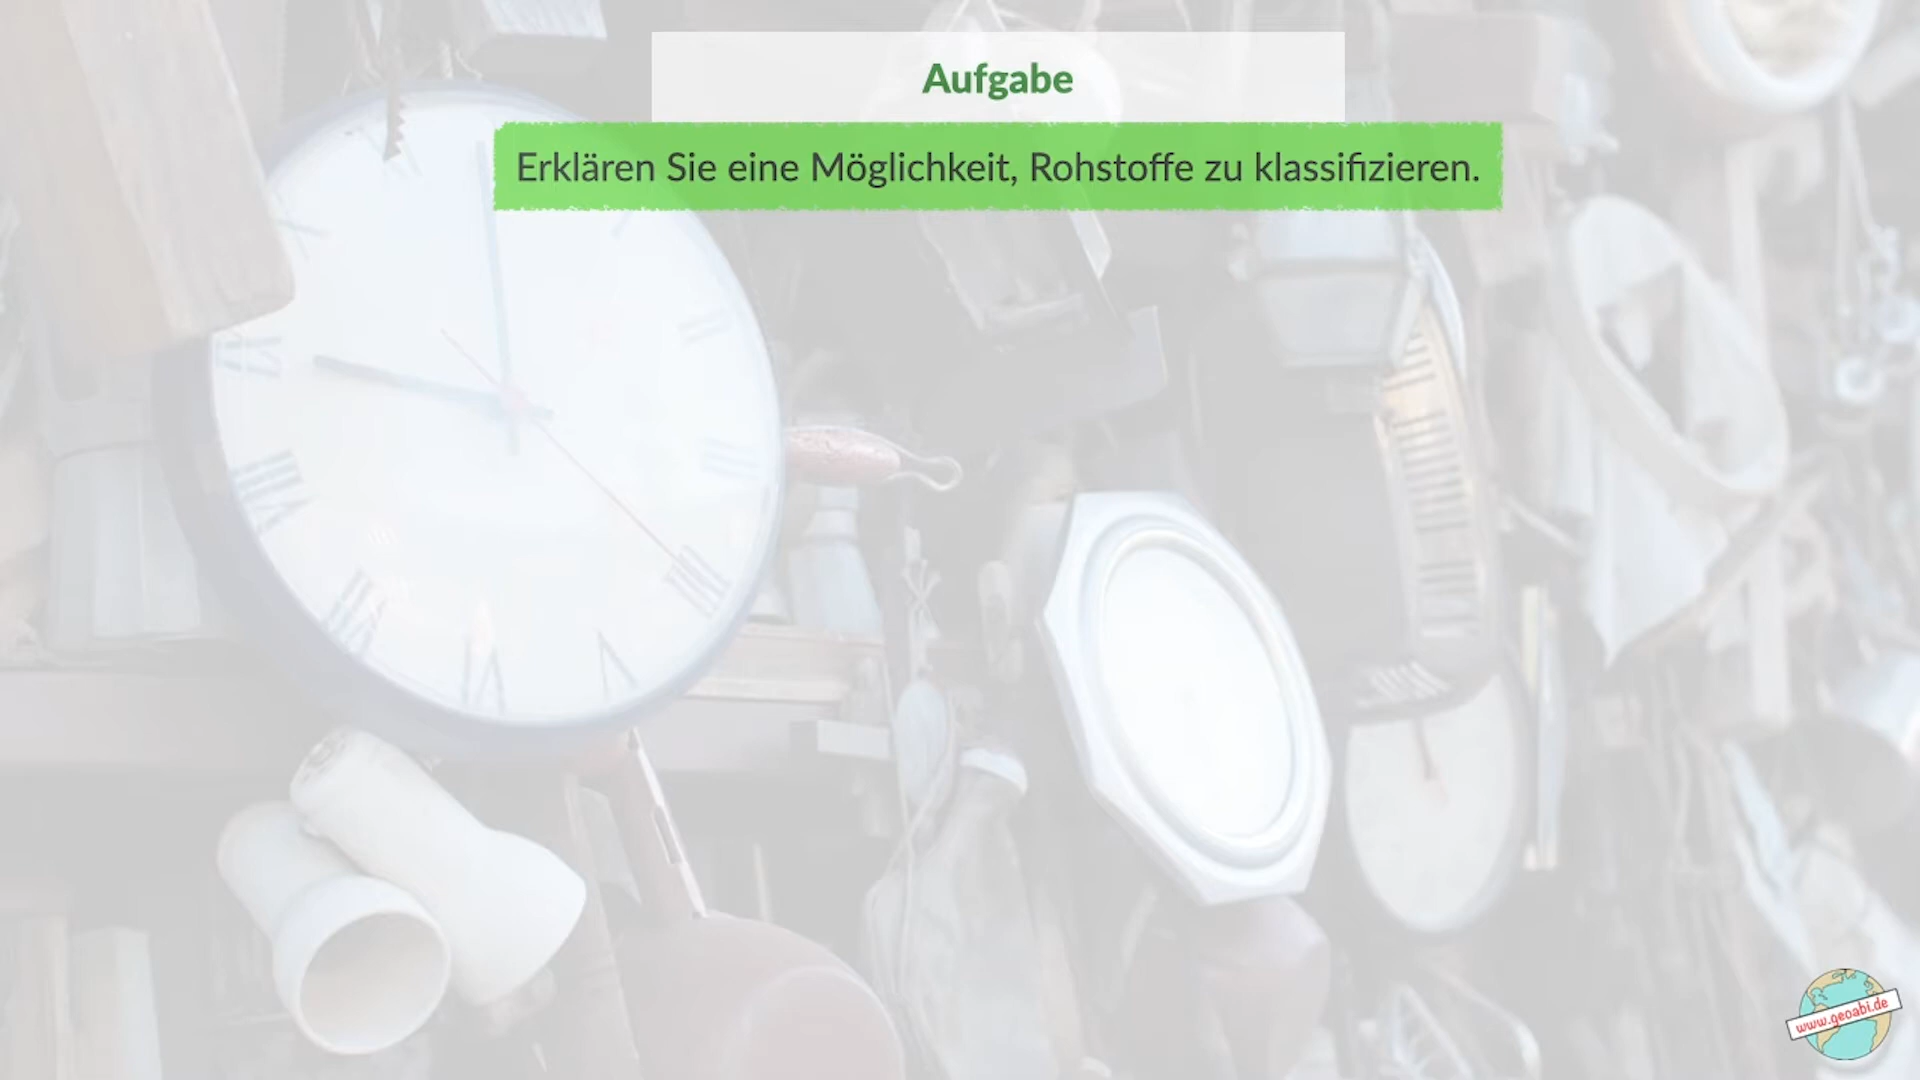 Aufgabe
Erklären Sie eine Möglichkeit, Rohstoffe zu klassifizieren.
www.geoabi.de